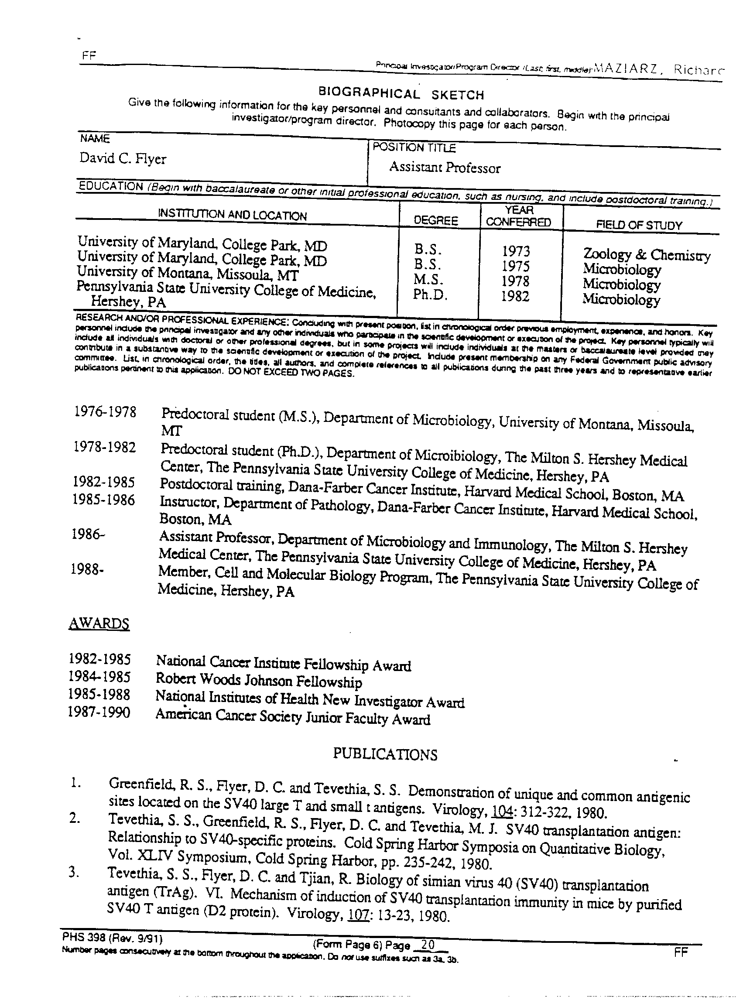 FF
Principal Investigator/Program Director (Last, first, middle): MAZIARZ, Richard
BIOGRAPHICAL SKETCH
Give the following information for the key personnel and consultants and collaborators. Begin with the principal
investigator/program director. Photocopy this page for each person.
NAME
David C. Flyer
POSITION TITLE
Assistant Professor
EDUCATION (Begin with baccalaureate or other initial professional education, such as nursing, and include postdoctoral training.)
INSTITUTION AND LOCATION DEGREE YEAR CONFERRED FIELD OF STUDY
University of Maryland, College Park, MD B.S. 1973 Zoology & Chemistry
University of Maryland, College Park, MD B.S. 1975 Microbiology
University of Montana, Missoula, MT M.S. 1978 Microbiology
Pennsylvania State University College of Medicine, Ph.D. 1982 Microbiology
Hershey, PA
RESEARCH AND/OR PROFESSIONAL EXPERIENCE: Concluding with present position, list in chronological order previous employment, experience, and honors. Key
personnel include the principal investigator and any other individuals who participate in the scientific development or execution of the project. Key personnel typically will
include all individuals with doctoral or other professional degrees, but in some projects will include individuals at the masters or baccalaureate level provided they
contribute in a substantive way to the scientific development or execution of the project. Include present membership on any Federal Government public advisory
committee. List, in chronological order, the titles, all authors, and complete references to all publications during the past three years and to representative earlier
publications pertinent to this application. DO NOT EXCEED TWO PAGES.
1976-1978 Predoctoral student (M.S.), Department of Microbiology, University of Montana, Missoula,
MT
1978-1982 Predoctoral student (Ph.D.), Department of Microibiology, The Milton S. Hershey Medical
Center, The Pennsylvania State University College of Medicine, Hershey, PA
1982-1985 Postdoctoral training, Dana-Farber Cancer Institute, Harvard Medical School, Boston, MA
1985-1986 Instructor, Department of Pathology, Dana-Farber Cancer Institute, Harvard Medical School,
Boston, MA
1986- Assistant Professor, Department of Microbiology and Immunology, The Milton S. Hershey
Medical Center, The Pennsylvania State University College of Medicine, Hershey, PA
1988- Member, Cell and Molecular Biology Program, The Pennsylvania State University College of
Medicine, Hershey, PA
AWARDS
1982-1985 National Cancer Institute Fellowship Award
1984-1985 Robert Woods Johnson Fellowship
1985-1988 National Institutes of Health New Investigator Award
1987-1990 American Cancer Society Junior Faculty Award
PUBLICATIONS
1. Greenfield, R. S., Flyer, D. C. and Tevethia, S. S. Demonstration of unique and common antigenic
sites located on the SV40 large T and small t antigens. Virology, 104: 312-322, 1980.
2. Tevethia, S. S., Greenfield, R. S., Flyer, D. C. and Tevethia, M. J. SV40 transplantation antigen:
Relationship to SV40-specific proteins. Cold Spring Harbor Symposia on Quantitative Biology,
Vol. XLIV Symposium, Cold Spring Harbor, pp. 235-242, 1980.
3. Tevethia, S. S., Flyer, D. C. and Tjian, R. Biology of simian virus 40 (SV40) transplantation
antigen (TrAg). VI. Mechanism of induction of SV40 transplantation immunity in mice by purified
SV40 T antigen (D2 protein). Virology, 107: 13-23, 1980.
PHS 398 (Rev. 9/91) (Form Page 6) Page 20 FF
Number pages consecutively at the bottom throughout the application. Do not use suffixes such as 3a, 3b.